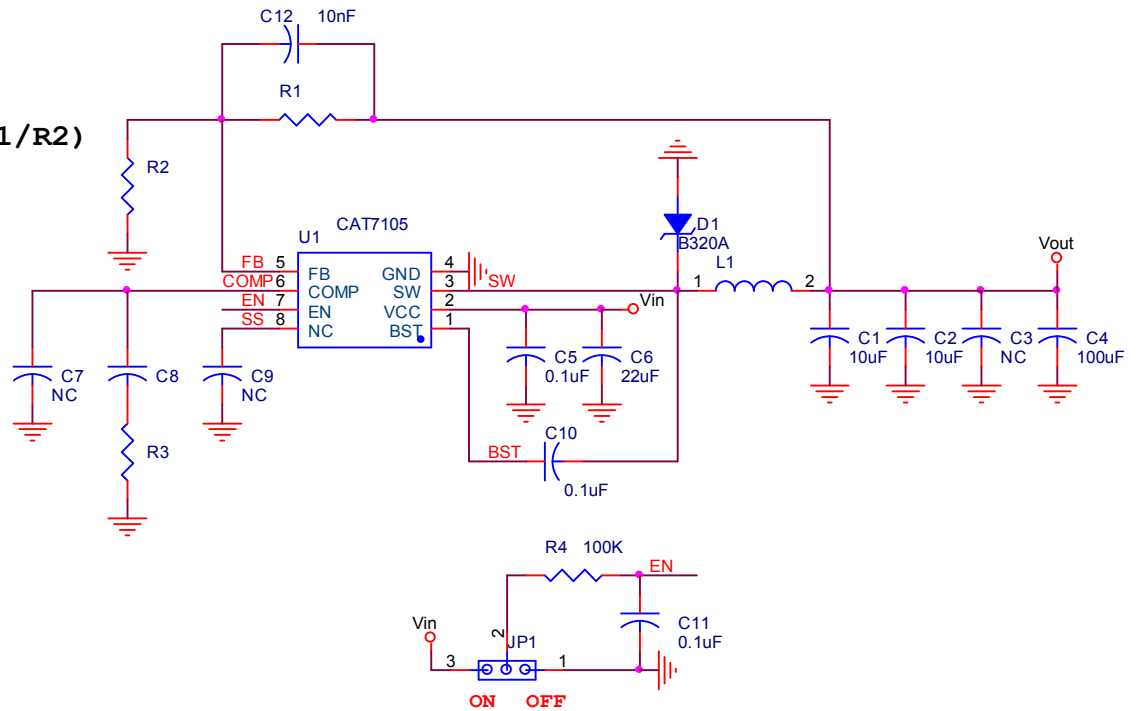 C12 10nF
R1
1/R2)
R2
D1
B320A
CAT7105
U1
L1
Vout
FB 5 FB GND 4
COMP 6 COMP SW 3 SW
EN 7 EN VCC 2 Vin
SS 8 NC BST 1
1 2
C1
10uF
C2
10uF
C3
NC
C4
100uF
C5
0.1uF
C6
22uF
C7
NC
C8
C9
NC
R3
C10
BST
0.1uF
R4 100K
EN
C11
0.1uF
Vin
2
JP1
3 1
ON OFF